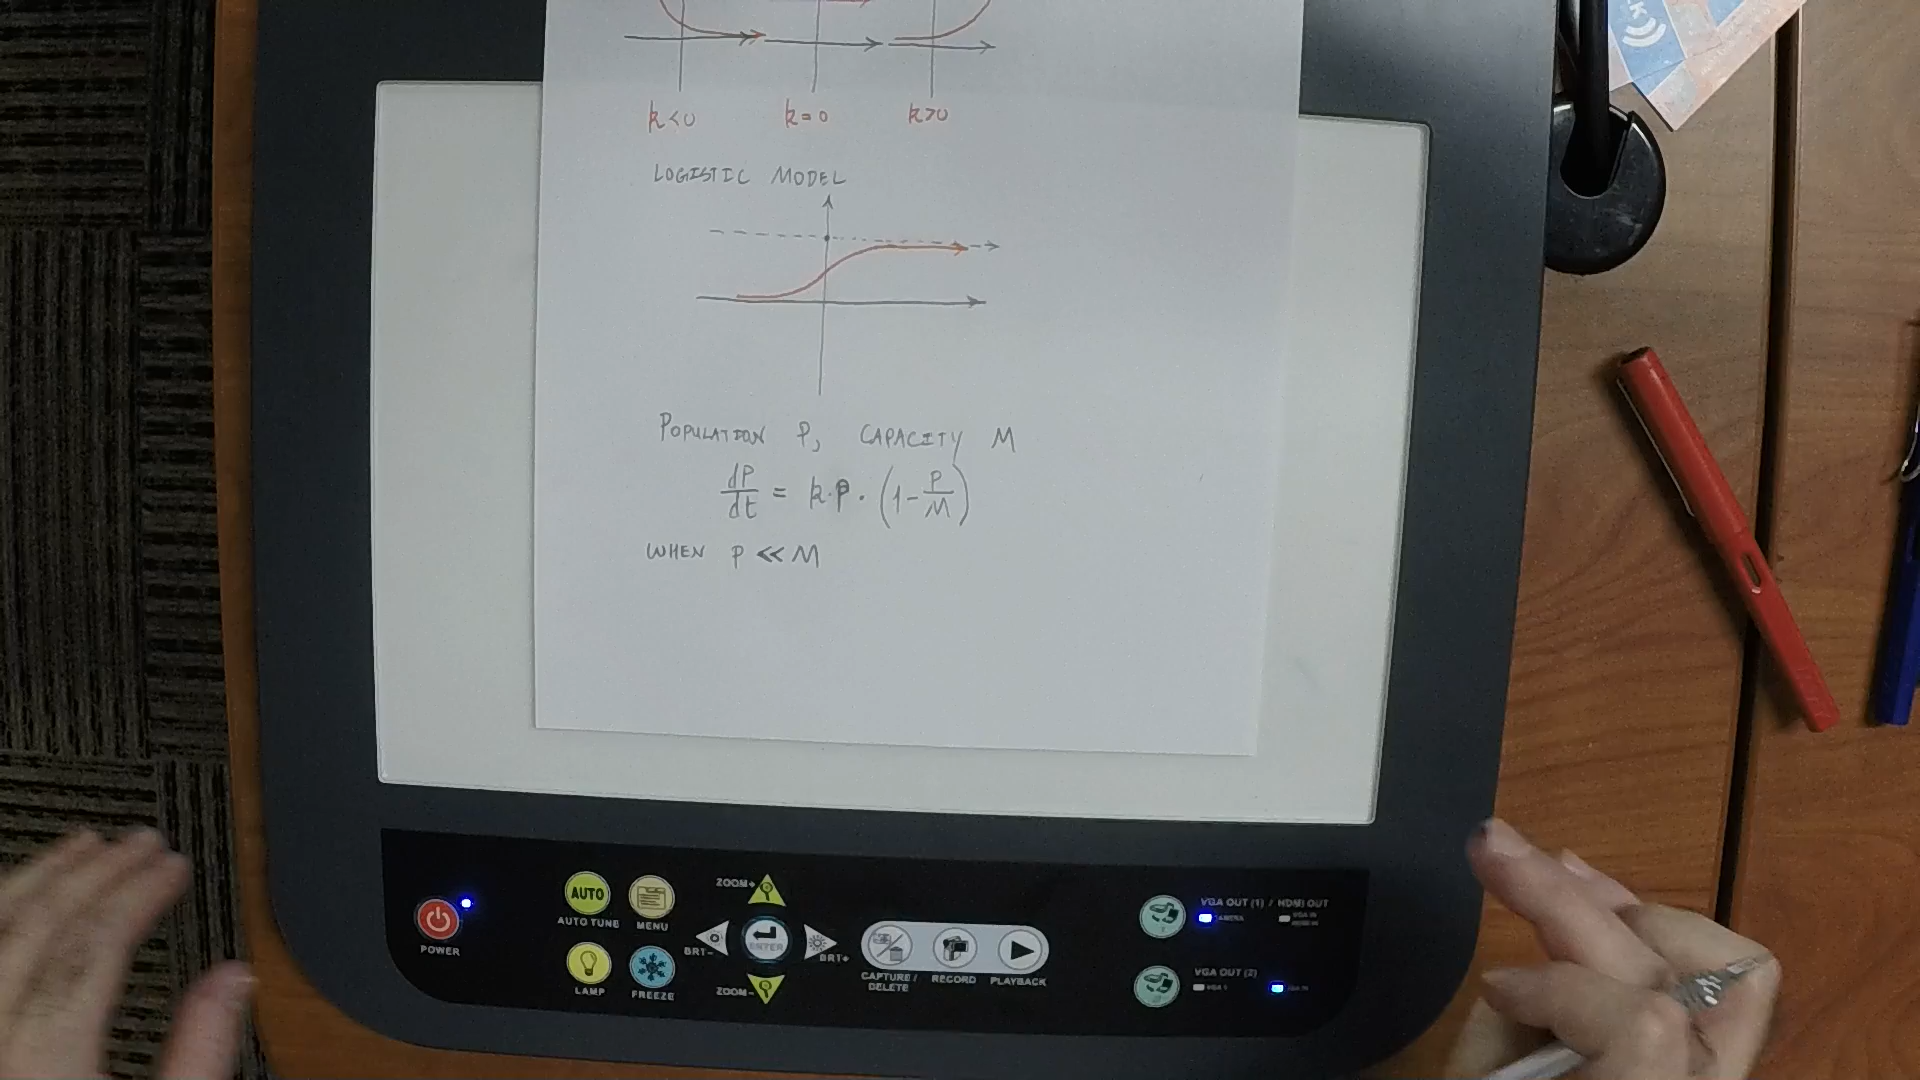 k<0 k=0 k>0
LOGISTIC MODEL
POPULATION P, CAPACITY M
dP/dt = k·P·(1-P/M)
WHEN P << M
POWER
AUTO
AUTO TUNE
MENU
LAMP
FREEZE
ZOOM+
BRT-
ENTER
BRT+
ZOOM-
CAPTURE / DELETE
RECORD
PLAYBACK
VGA OUT (1) / HDMI OUT
CAMERA
VGA OUT (2)